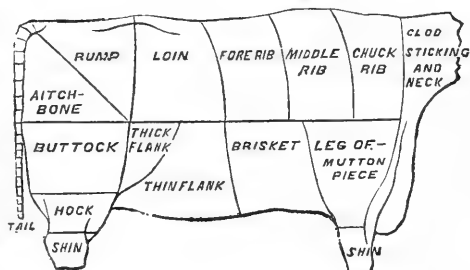 RUMP
LOIN
FORE RIB
MIDDLE
RIB
CHUCK
RIB
CLOD
STICKING
AND
NECK
AITCH-
BONE
BUTTOCK
THICK
FLANK
THIN FLANK
BRISKET
LEG OF-
MUTTON
PIECE
HOCK
TAIL
SHIN
SHIN